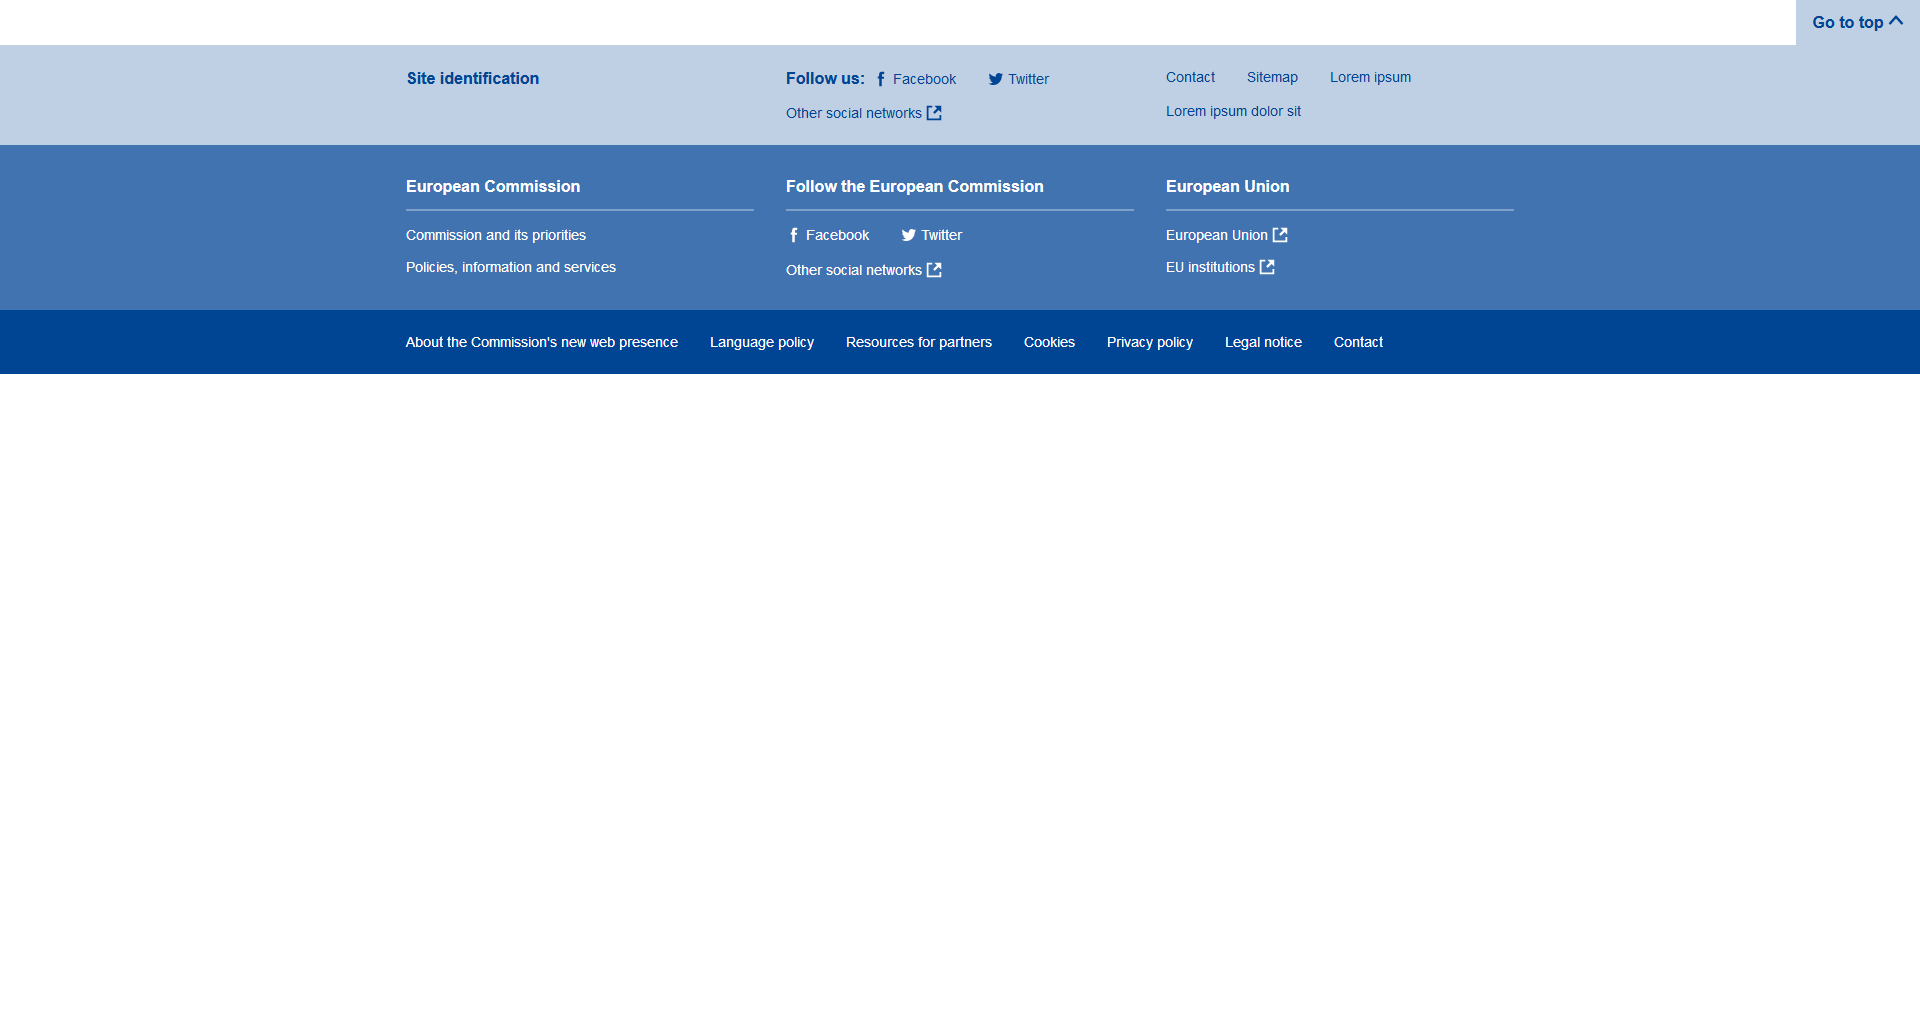 Go to top
Site identification
Follow us: Facebook Twitter
Other social networks
Contact Sitemap Lorem ipsum
Lorem ipsum dolor sit
European Commission
Commission and its priorities
Policies, information and services
Follow the European Commission
Facebook Twitter
Other social networks
European Union
European Union
EU institutions
About the Commission's new web presence Language policy Resources for partners Cookies Privacy policy Legal notice Contact